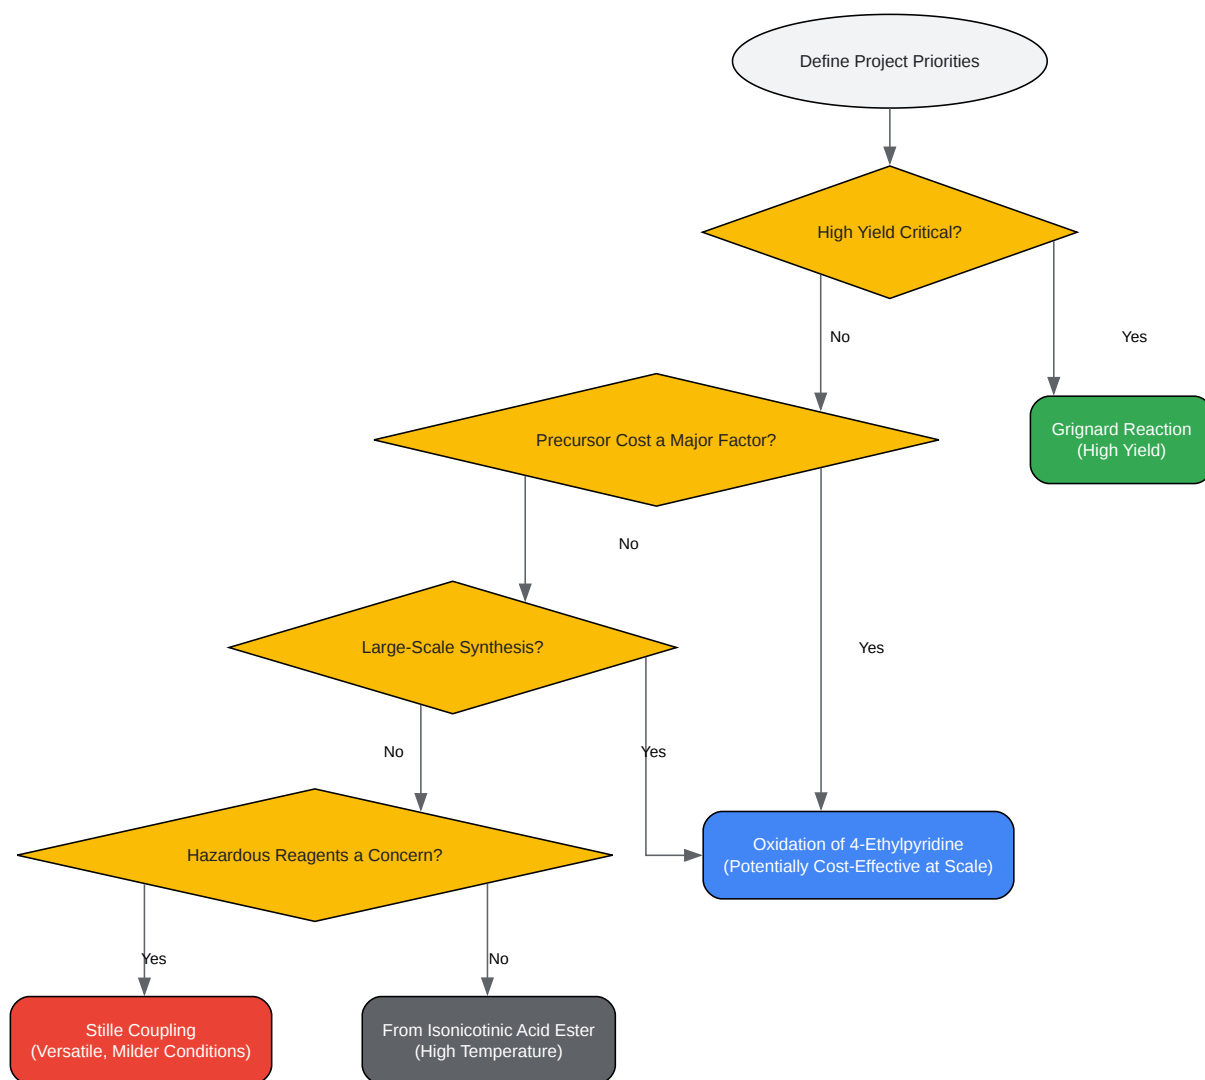 Define Project Priorities
High Yield Critical?
No
Yes
Precursor Cost a Major Factor?
Grignard Reaction
(High Yield)
No
Large-Scale Synthesis?
Yes
No
Yes
Hazardous Reagents a Concern?
Oxidation of 4-Ethylpyridine
(Potentially Cost-Effective at Scale)
Yes
No
Stille Coupling
(Versatile, Milder Conditions)
From Isonicotinic Acid Ester
(High Temperature)